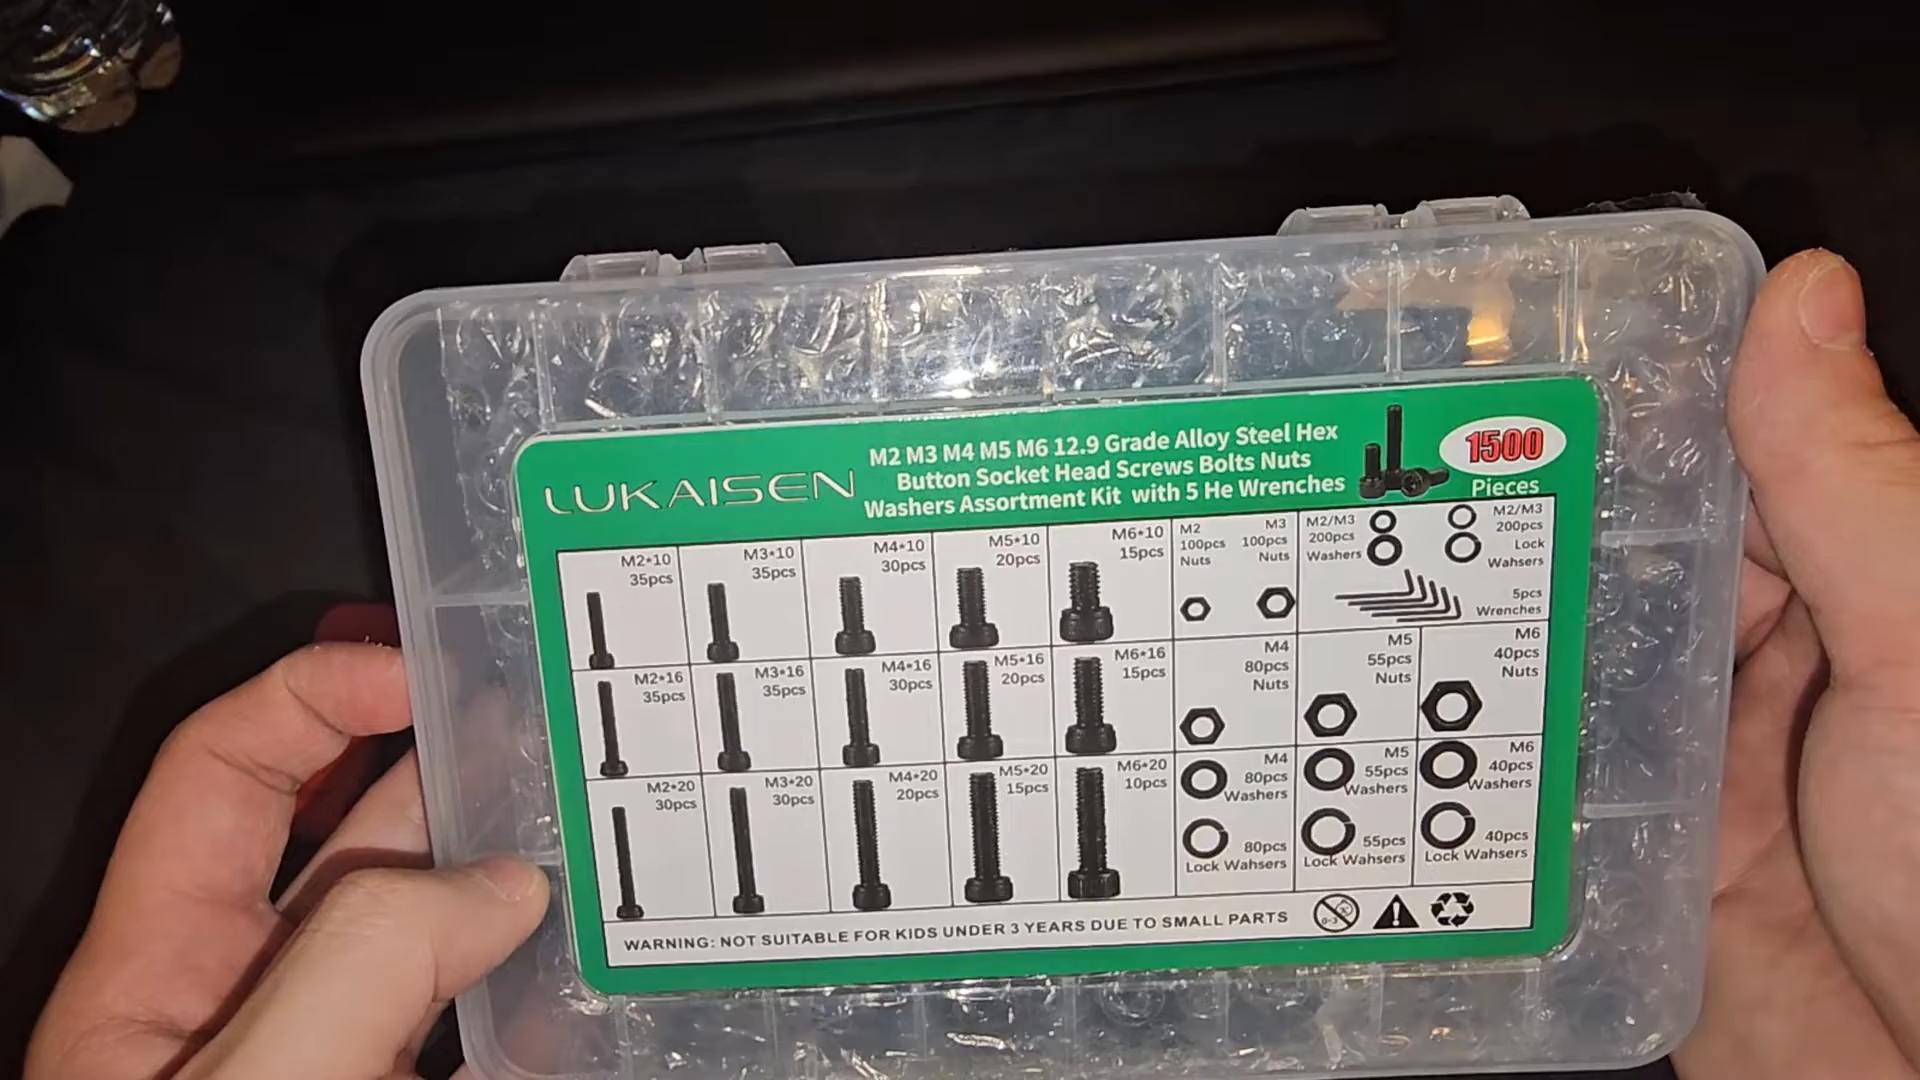 LUKAISEN
M2 M3 M4 M5 M6 12.9 Grade Alloy Steel Hex
Button Socket Head Screws Bolts Nuts
Washers Assortment Kit with 5 He Wrenches
1500
Pieces
M2*10
35pcs
M3*10
35pcs
M4*10
30pcs
M5*10
20pcs
M6*10
15pcs
M2
100pcs
Nuts
M3
100pcs
Nuts
M2/M3
200pcs
Washers
M2/M3
200pcs
Lock
Wahsers
5pcs
Wrenches
M2*16
35pcs
M3*16
35pcs
M4*16
30pcs
M5*16
20pcs
M6*16
15pcs
M4
80pcs
Nuts
M5
55pcs
Nuts
M6
40pcs
Nuts
M2*20
30pcs
M3*20
30pcs
M4*20
20pcs
M5*20
15pcs
M6*20
10pcs
M4
80pcs
Washers
80pcs
Lock Wahsers
M5
55pcs
Washers
55pcs
Lock Wahsers
M6
40pcs
Washers
40pcs
Lock Wahsers
WARNING: NOT SUITABLE FOR KIDS UNDER 3 YEARS DUE TO SMALL PARTS
0-3